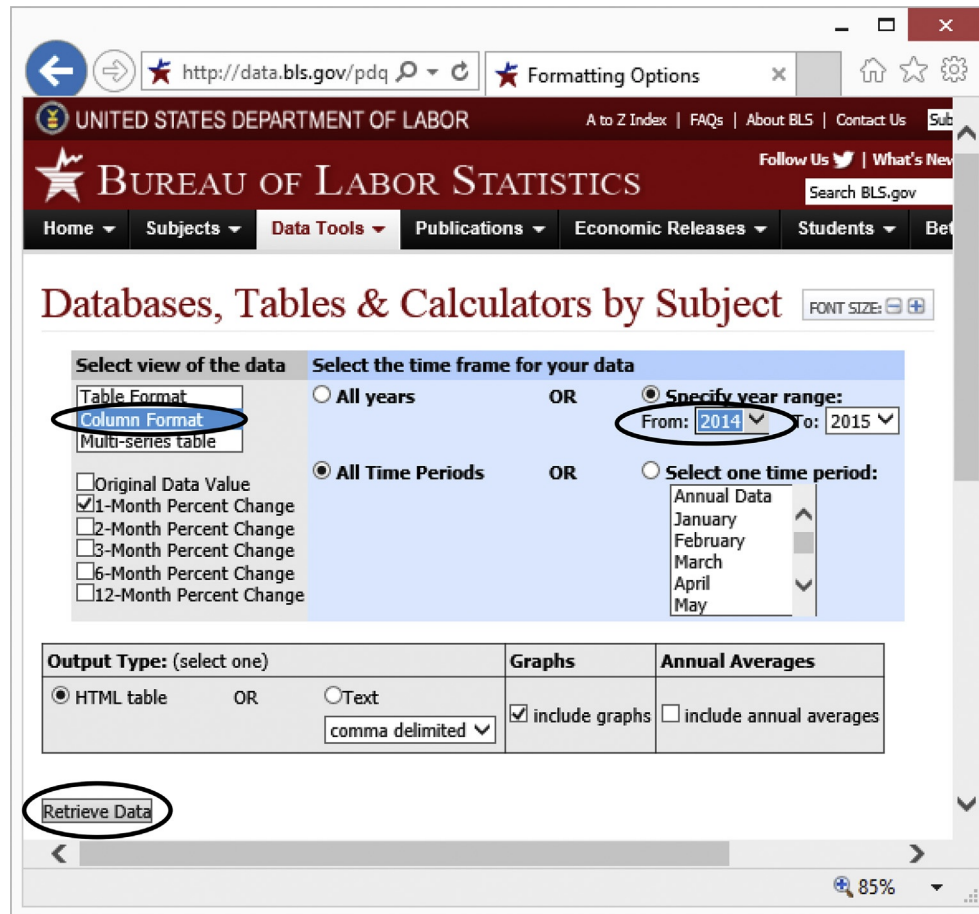 http://data.bls.gov/pdq
Formatting Options
UNITED STATES DEPARTMENT OF LABOR
A to Z Index | FAQs | About BLS | Contact Us Sub
BUREAU OF LABOR STATISTICS
Follow Us | What's New
Search BLS.gov
Home Subjects Data Tools Publications Economic Releases Students Bet
Databases, Tables & Calculators by Subject FONT SIZE:
Select view of the data Select the time frame for your data
Table Format All years OR Specify year range:
Column Format From: 2014 To: 2015
Multi-series table
All Time Periods OR Select one time period:
Original Data Value Annual Data
1-Month Percent Change January
2-Month Percent Change February
3-Month Percent Change March
6-Month Percent Change April
12-Month Percent Change May
Output Type: (select one) Graphs Annual Averages
HTML table OR Text include graphs include annual averages
comma delimited
Retrieve Data
85%